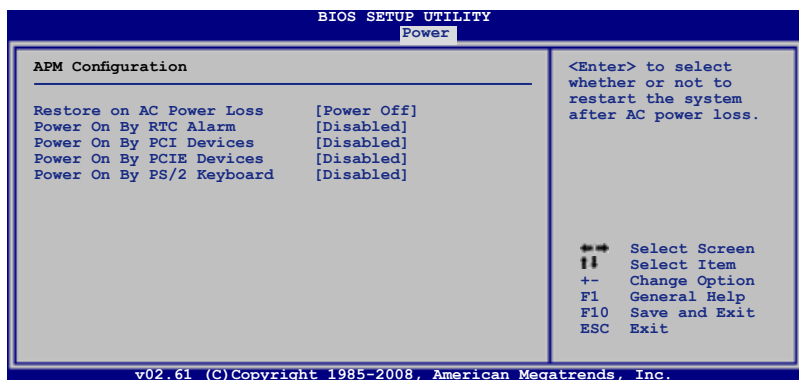 BIOS SETUP UTILITY
Power
APM Configuration
Restore on AC Power Loss [Power Off]
Power On By RTC Alarm [Disabled]
Power On By PCI Devices [Disabled]
Power On By PCIE Devices [Disabled]
Power On By PS/2 Keyboard [Disabled]
<Enter> to select
whether or not to
restart the system
after AC power loss.
←→ Select Screen
↑↓ Select Item
+- Change Option
F1 General Help
F10 Save and Exit
ESC Exit
v02.61 (C)Copyright 1985-2008, American Megatrends, Inc.